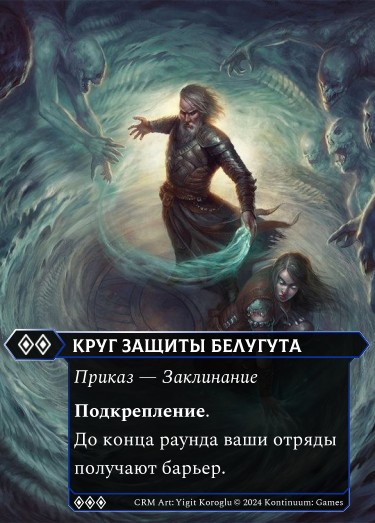 КРУГ ЗАЩИТЫ БЕЛУГУТА
Приказ — Заклинание
Подкрепление.
До конца раунда ваши отряды
получают барьер.
CRM Art: Yigit Koroglu © 2024 Kontinuum: Games